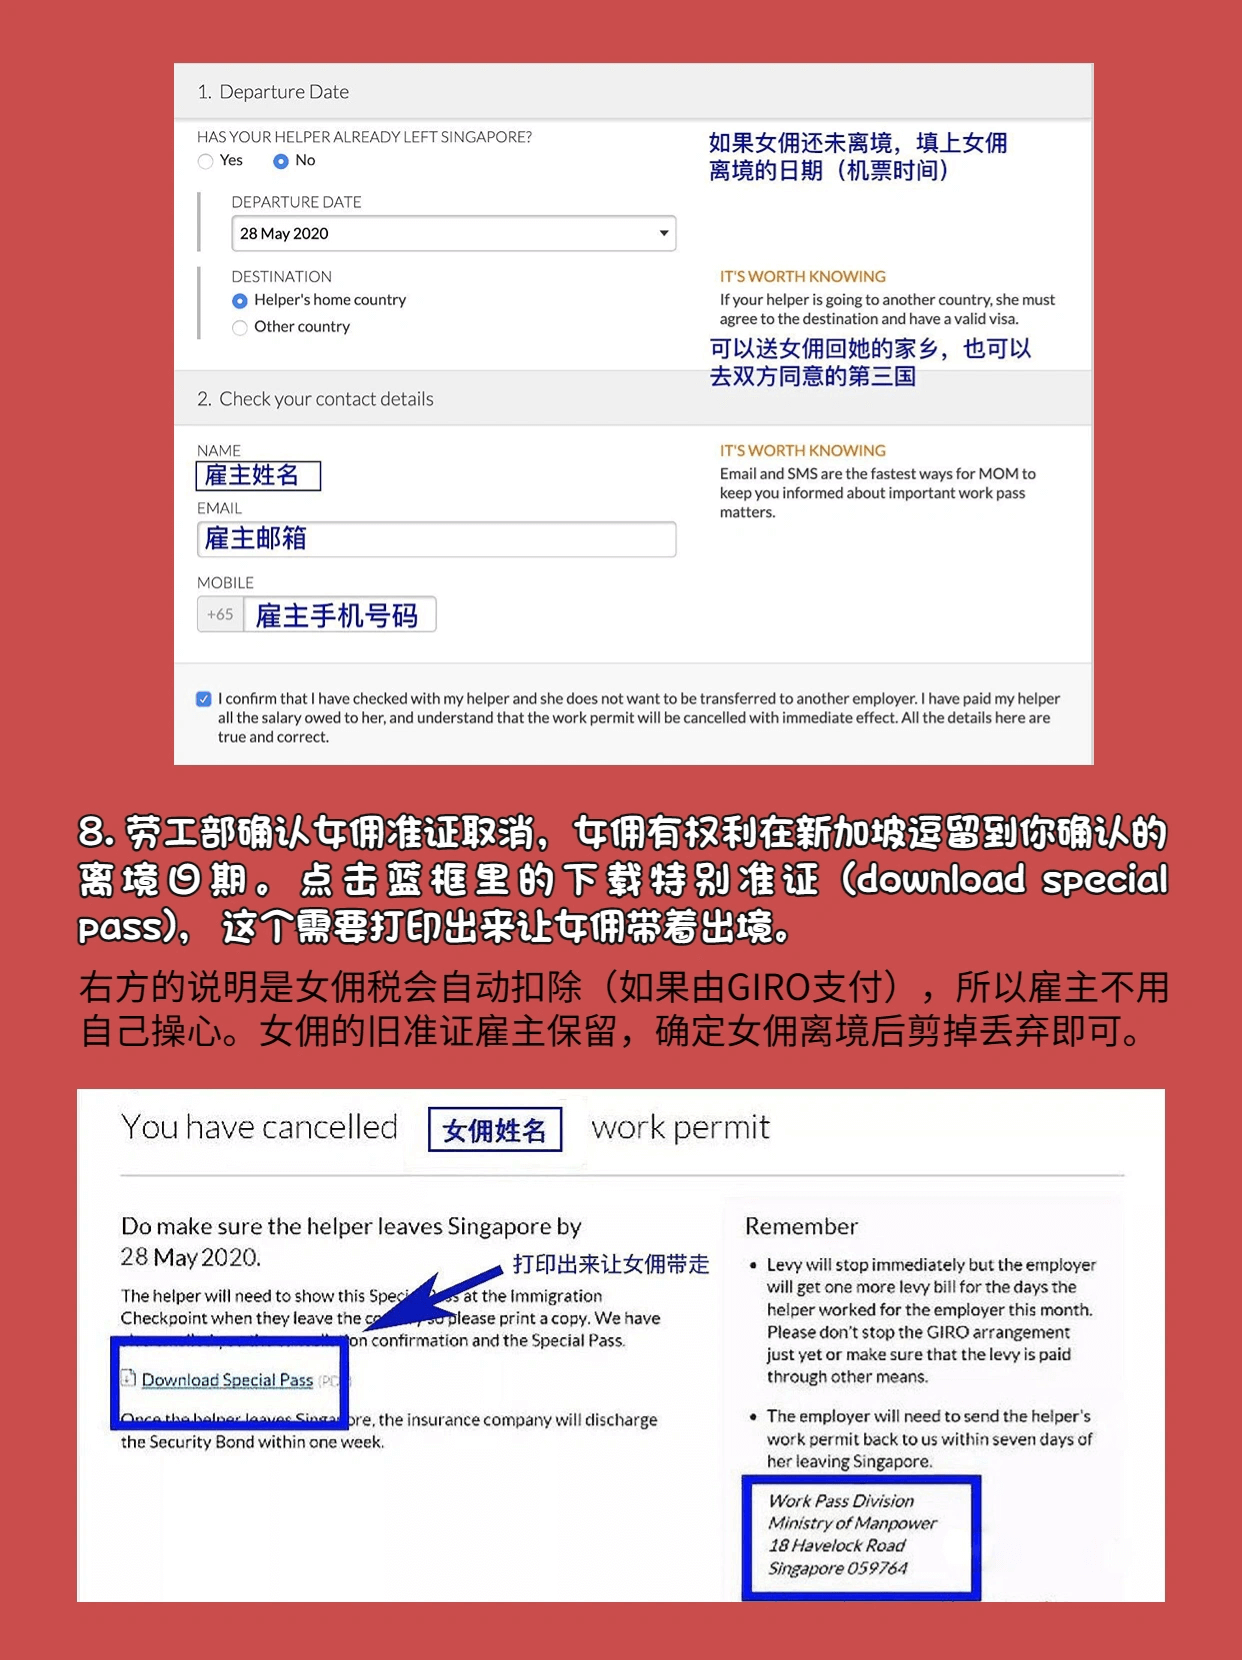 1. Departure Date
HAS YOUR HELPER ALREADY LEFT SINGAPORE?
Yes No
如果女佣还未离境，填上女佣
离境的日期（机票时间）
DEPARTURE DATE
28 May 2020
DESTINATION
Helper's home country
Other country
IT'S WORTH KNOWING
If your helper is going to another country, she must
agree to the destination and have a valid visa.
可以送女佣回她的家乡，也可以
去双方同意的第三国
2. Check your contact details
NAME
雇主姓名
EMAIL
雇主邮箱
MOBILE
+65 雇主手机号码
IT'S WORTH KNOWING
Email and SMS are the fastest ways for MOM to
keep you informed about important work pass
matters.
I confirm that I have checked with my helper and she does not want to be transferred to another employer. I have paid my helper
all the salary owed to her, and understand that the work permit will be cancelled with immediate effect. All the details here are
true and correct.
8. 劳工部确认女佣准证取消，女佣有权利在新加坡逗留到你确认的
离境日期。点击蓝框里的下载特别准证（download special
pass)， 这个需要打印出来让女佣带着出境。
右方的说明是女佣税会自动扣除（如果由GIRO支付），所以雇主不用
自己操心。女佣的旧准证雇主保留，确定女佣离境后剪掉丢弃即可。
You have cancelled 女佣姓名 work permit
Do make sure the helper leaves Singapore by
28 May 2020.
打印出来让女佣带走
The helper will need to show this Special Pass at the Immigration
Checkpoint when they leave the so please print a copy. We have
confirmation and the Special Pass.
Download Special Pass
Once the helper leaves Singapore, the insurance company will discharge
the Security Bond within one week.
Remember
• Levy will stop immediately but the employer
will get one more levy bill for the days the
helper worked for the employer this month.
Please don't stop the GIRO arrangement
just yet or make sure that the levy is paid
through other means.
• The employer will need to send the helper's
work permit back to us within seven days of
her leaving Singapore.
Work Pass Division
Ministry of Manpower
18 Havelock Road
Singapore 059764